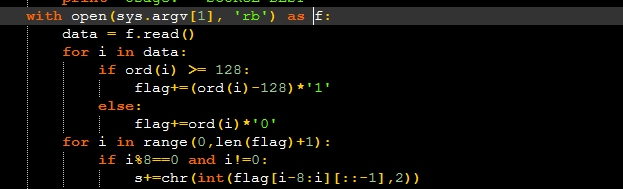 with open(sys.argv[1], 'rb') as f:
data = f.read()
for i in data:
if ord(i) >= 128:
flag+=(ord(i)-128)*'1'
else:
flag+=ord(i)*'0'
for i in range(0,len(flag)+1):
if i%8==0 and i!=0:
s+=chr(int(flag[i-8:i][::-1],2))